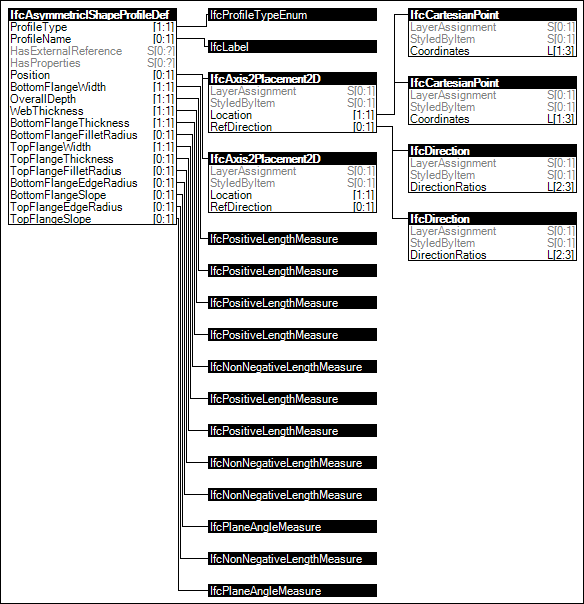 IfcAsymmetricIShapeProfileDef
ProfileType [1:1]
ProfileName [0:1]
HasExternalReference S[0:?]
HasProperties S[0:?]
Position [0:1]
BottomFlangeWidth [1:1]
OverallDepth [1:1]
WebThickness [1:1]
BottomFlangeThickness [1:1]
BottomFlangeFilletRadius [0:1]
TopFlangeWidth [1:1]
TopFlangeThickness [0:1]
TopFlangeFilletRadius [0:1]
BottomFlangeEdgeRadius [0:1]
BottomFlangeSlope [0:1]
TopFlangeEdgeRadius [0:1]
TopFlangeSlope [0:1]
IfcProfileTypeEnum
IfcLabel
IfcAxis2Placement2D
LayerAssignment S[0:1]
StyledByItem S[0:1]
Location [1:1]
RefDirection [0:1]
IfcAxis2Placement2D
LayerAssignment S[0:1]
StyledByItem S[0:1]
Location [1:1]
RefDirection [0:1]
IfcPositiveLengthMeasure
IfcPositiveLengthMeasure
IfcPositiveLengthMeasure
IfcPositiveLengthMeasure
IfcNonNegativeLengthMeasure
IfcPositiveLengthMeasure
IfcPositiveLengthMeasure
IfcNonNegativeLengthMeasure
IfcNonNegativeLengthMeasure
IfcPlaneAngleMeasure
IfcNonNegativeLengthMeasure
IfcPlaneAngleMeasure
IfcCartesianPoint
LayerAssignment S[0:1]
StyledByItem S[0:1]
Coordinates L[1:3]
IfcCartesianPoint
LayerAssignment S[0:1]
StyledByItem S[0:1]
Coordinates L[1:3]
IfcDirection
LayerAssignment S[0:1]
StyledByItem S[0:1]
DirectionRatios L[2:3]
IfcDirection
LayerAssignment S[0:1]
StyledByItem S[0:1]
DirectionRatios L[2:3]